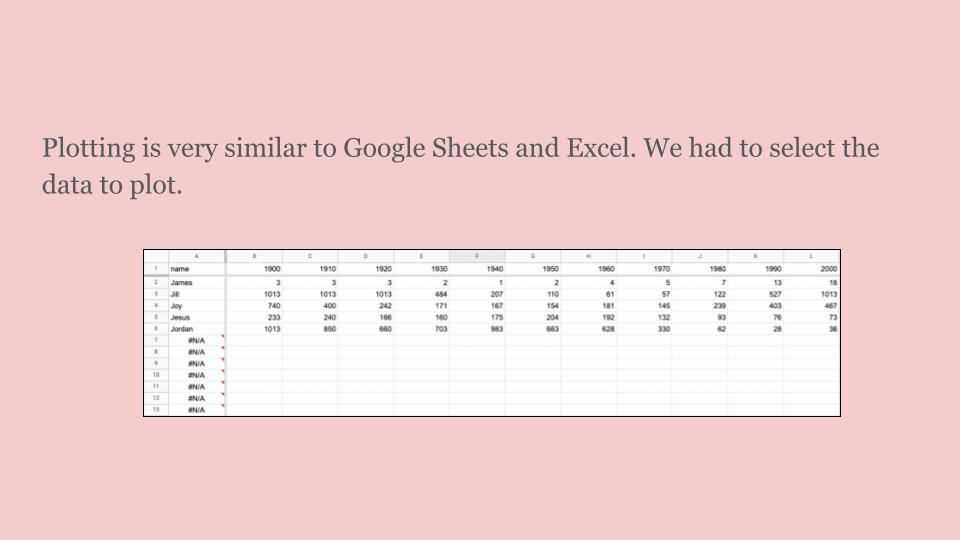 Plotting is very similar to Google Sheets and Excel. We had to select the
data to plot.
A B C D E F G H I J K L
1 name 1900 1910 1920 1930 1940 1950 1960 1970 1980 1990 2000
2 James 3 3 3 2 1 2 4 5 7 13 18
3 Jill 1013 1013 1013 484 207 110 61 57 122 527 1013
4 Joy 740 400 242 171 167 154 181 145 239 403 467
5 Jesus 233 240 166 160 175 204 192 132 93 76 73
6 Jordan 1013 850 660 703 983 663 628 330 62 28 36
7 #N/A
8 #N/A
9 #N/A
10 #N/A
11 #N/A
12 #N/A
13 #N/A